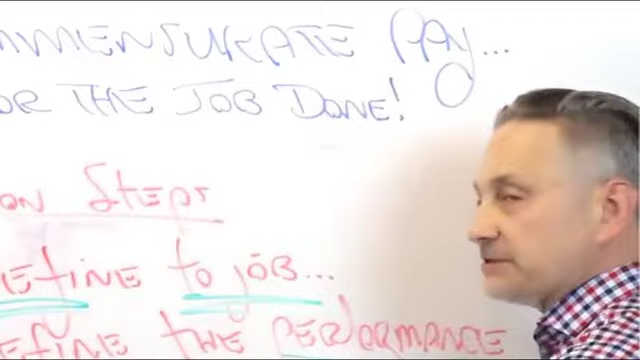 MMENSURATE PAY...
OR THE JOB DONE!
ON STEPS
EFINE TO JOB...
EFINE THE PERFORMANCE